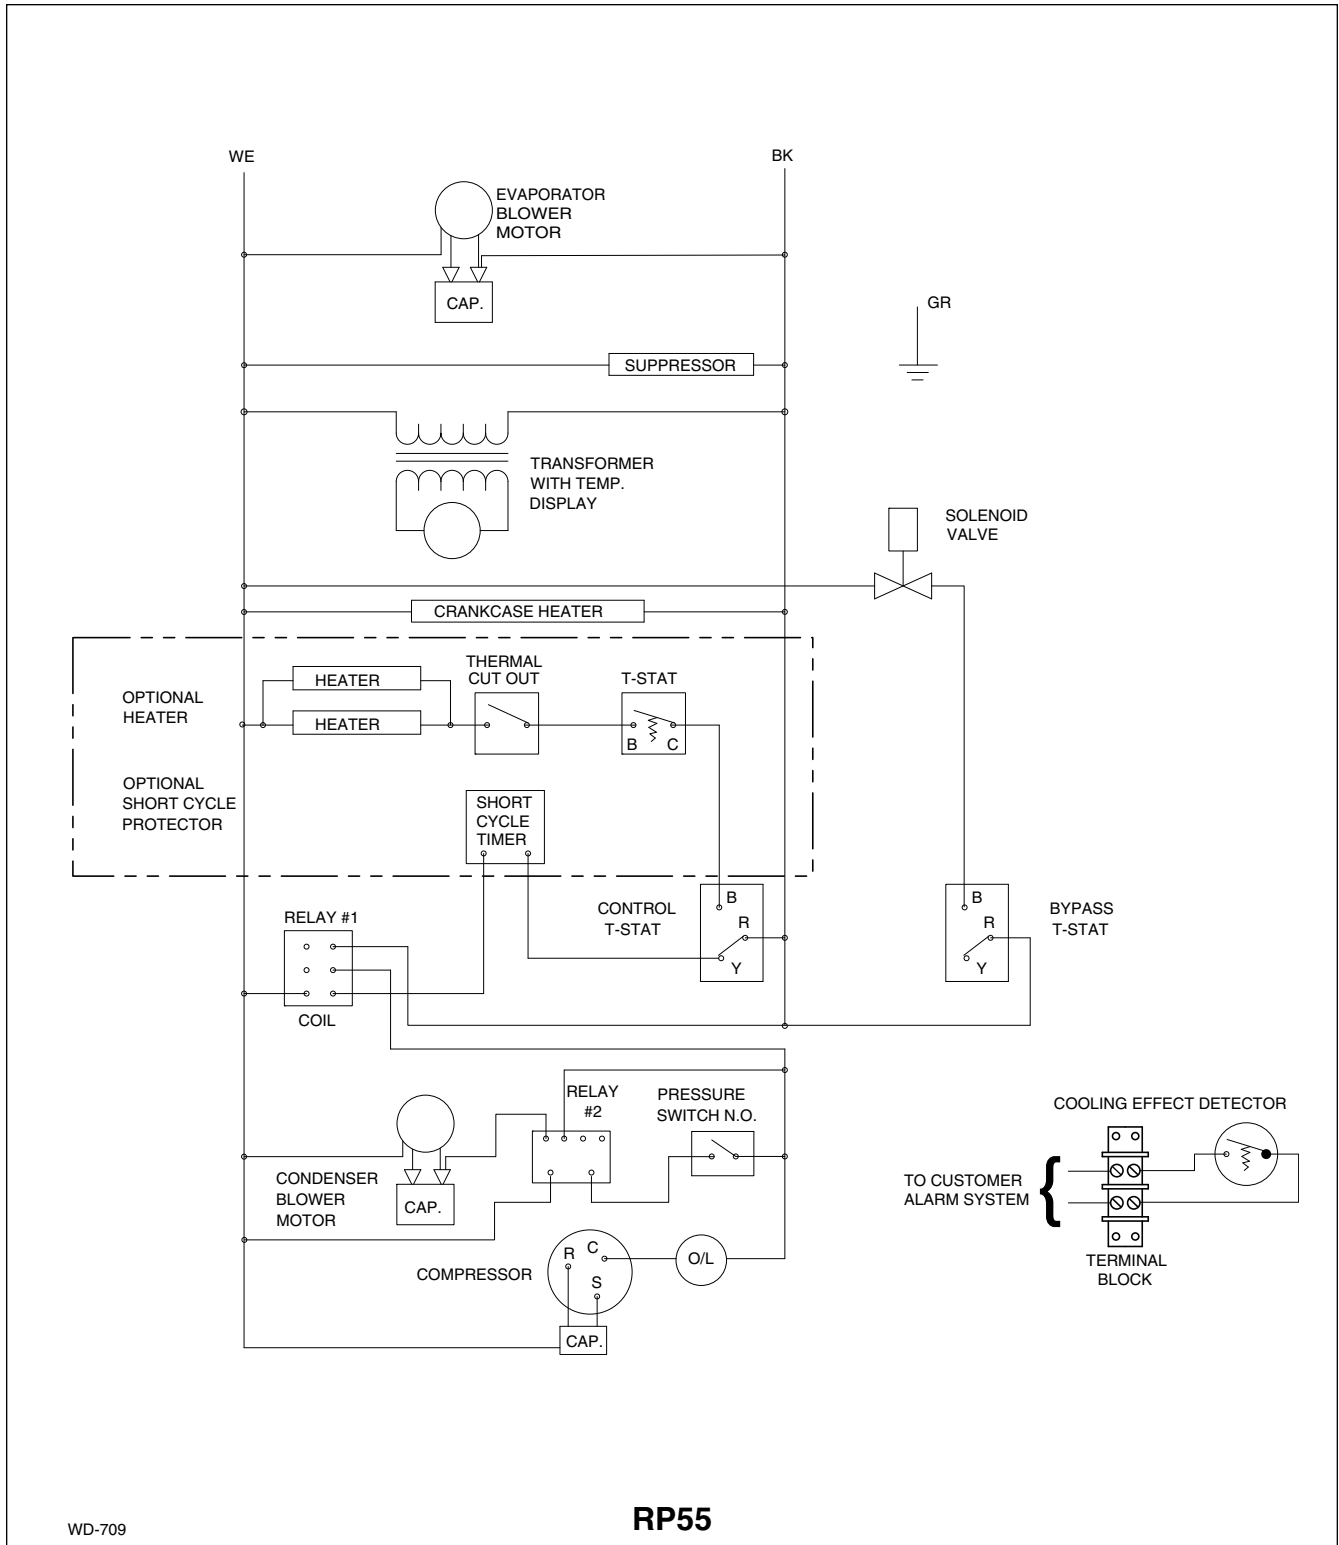 WE
BK
EVAPORATOR
BLOWER
MOTOR
CAP.
GR
SUPPRESSOR
TRANSFORMER
WITH TEMP.
DISPLAY
SOLENOID
VALVE
CRANKCASE HEATER
OPTIONAL
HEATER
HEATER
HEATER
THERMAL
CUT OUT
T-STAT
B C
OPTIONAL
SHORT CYCLE
PROTECTOR
SHORT
CYCLE
TIMER
RELAY #1
COIL
CONTROL
T-STAT
B
R
Y
B
R
Y
BYPASS
T-STAT
RELAY
#2
PRESSURE
SWITCH N.O.
CONDENSER
BLOWER
MOTOR
CAP.
COMPRESSOR
R
C
S
O/L
CAP.
COOLING EFFECT DETECTOR
TO CUSTOMER
ALARM SYSTEM
TERMINAL
BLOCK
WD-709
RP55